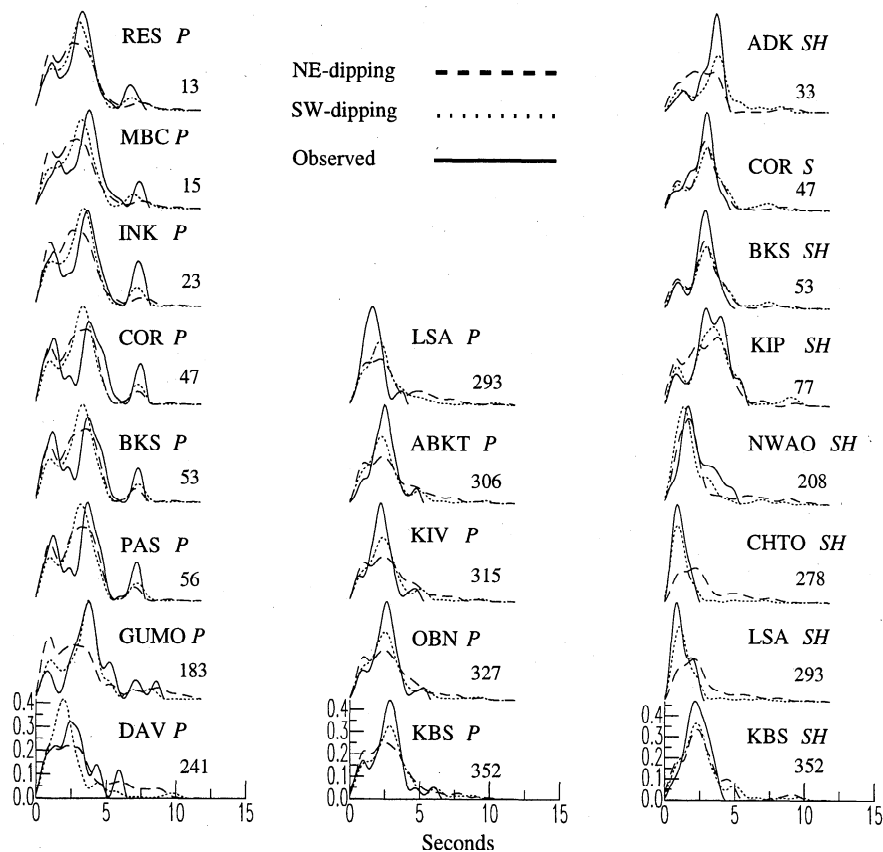 RES P
13
MBC P
15
INK P
23
COR P
47
BKS P
53
PAS P
56
GUMO P
183
DAV P
241
0.4
0.3
0.2
0.1
0.0
0 5 10 15
NE-dipping
SW-dipping
Observed
LSA P
293
ABKT P
306
KIV P
315
OBN P
327
KBS P
352
0.4
0.3
0.2
0.1
0.0
0 5 10 15
Seconds
ADK SH
33
COR S
47
BKS SH
53
KIP SH
77
NWAO SH
208
CHTO SH
278
LSA SH
293
KBS SH
352
0.4
0.3
0.2
0.1
0.0
0 5 10 15